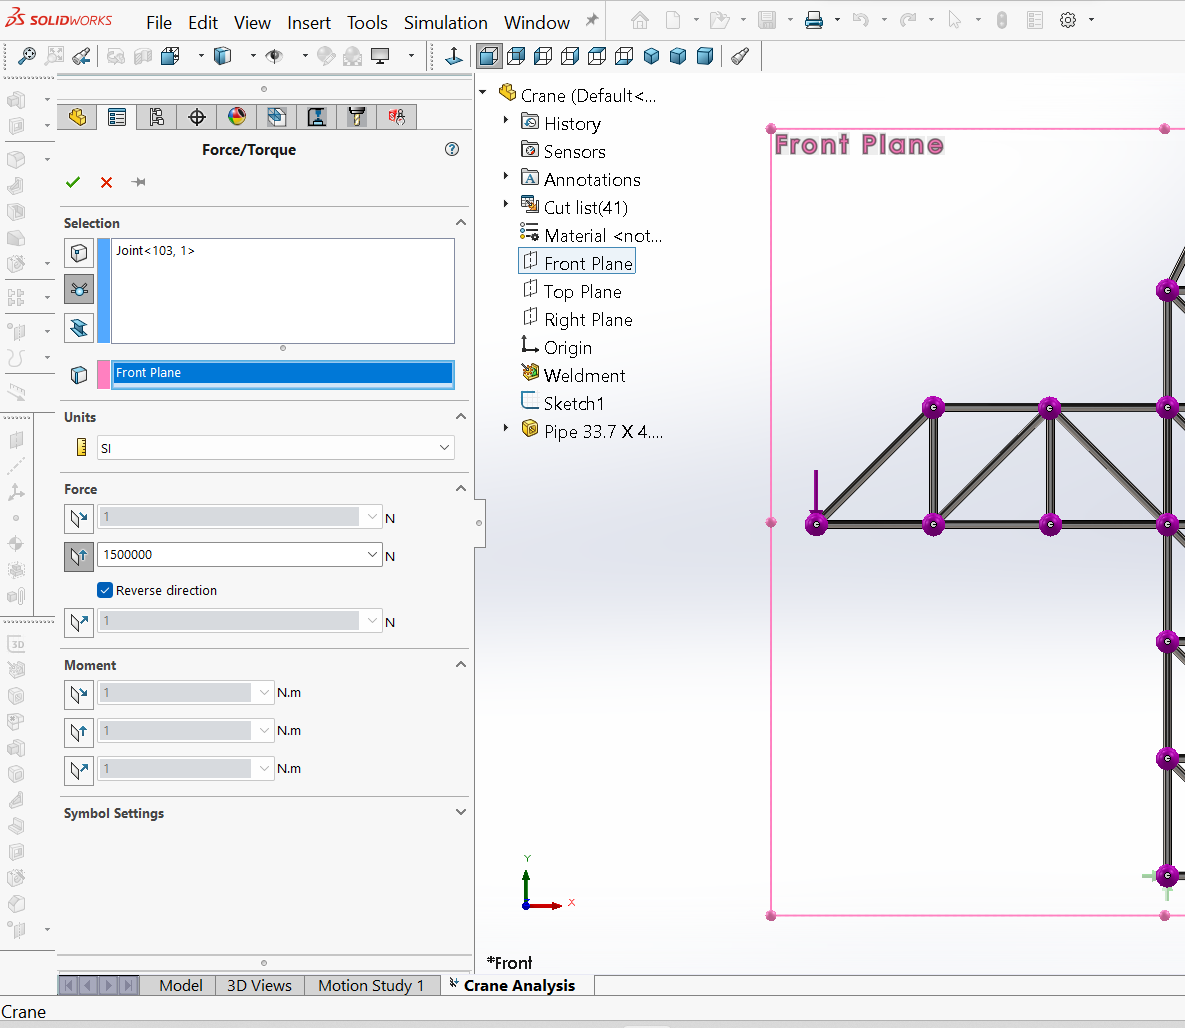 SOLIDWORKS File Edit View Insert Tools Simulation Window
Force/Torque
Selection
Joint<103, 1>
Front Plane
Units
SI
Force
1 N
1500000 N
Reverse direction
1 N
Moment
1 N.m
1 N.m
1 N.m
Symbol Settings
Crane (Default<...
History
Sensors
Annotations
Cut list(41)
Material <not...
Front Plane
Top Plane
Right Plane
Origin
Weldment
Sketch1
Pipe 33.7 X 4....
Front Plane
Y
X
*Front
3D
Model 3D Views Motion Study 1 Crane Analysis
Crane